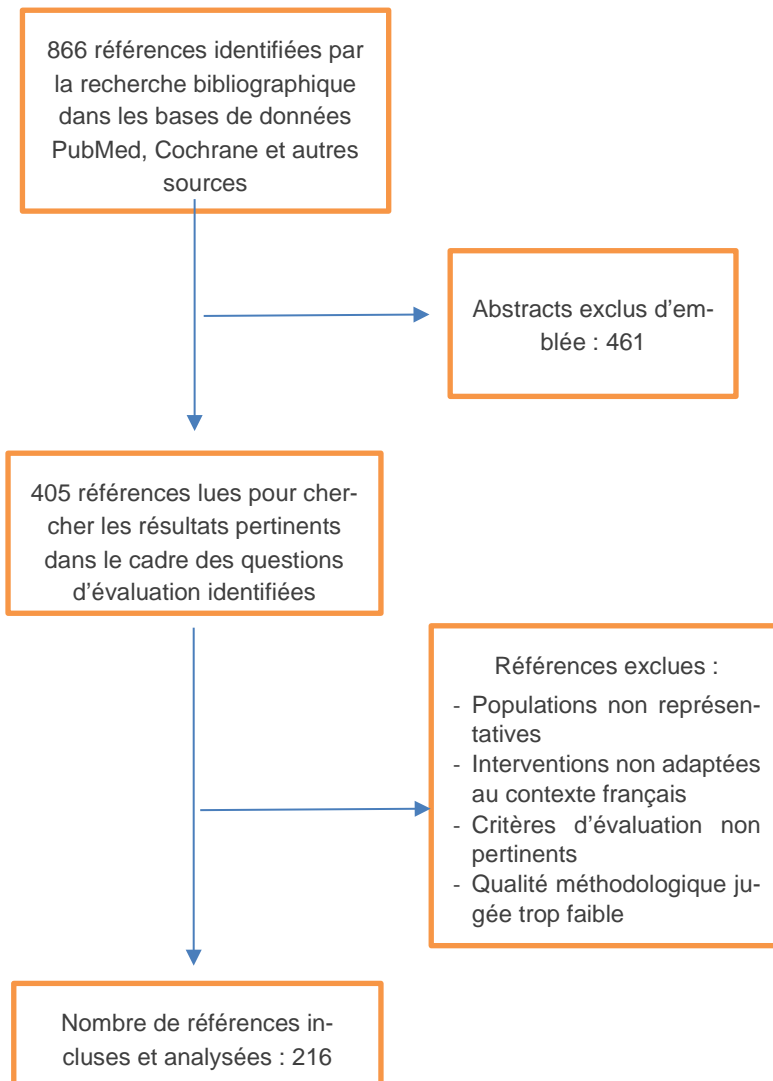 866 références identifiées par
la recherche bibliographique
dans les bases de données
PubMed, Cochrane et autres
sources
Abstracts exclus d'em-
blée : 461
405 références lues pour cher-
cher les résultats pertinents
dans le cadre des questions
d'évaluation identifiées
Références exclues :
- Populations non représen-
tatives
- Interventions non adaptées
au contexte français
- Critères d'évaluation non
pertinents
- Qualité méthodologique ju-
gée trop faible
Nombre de références in-
cluses et analysées : 216